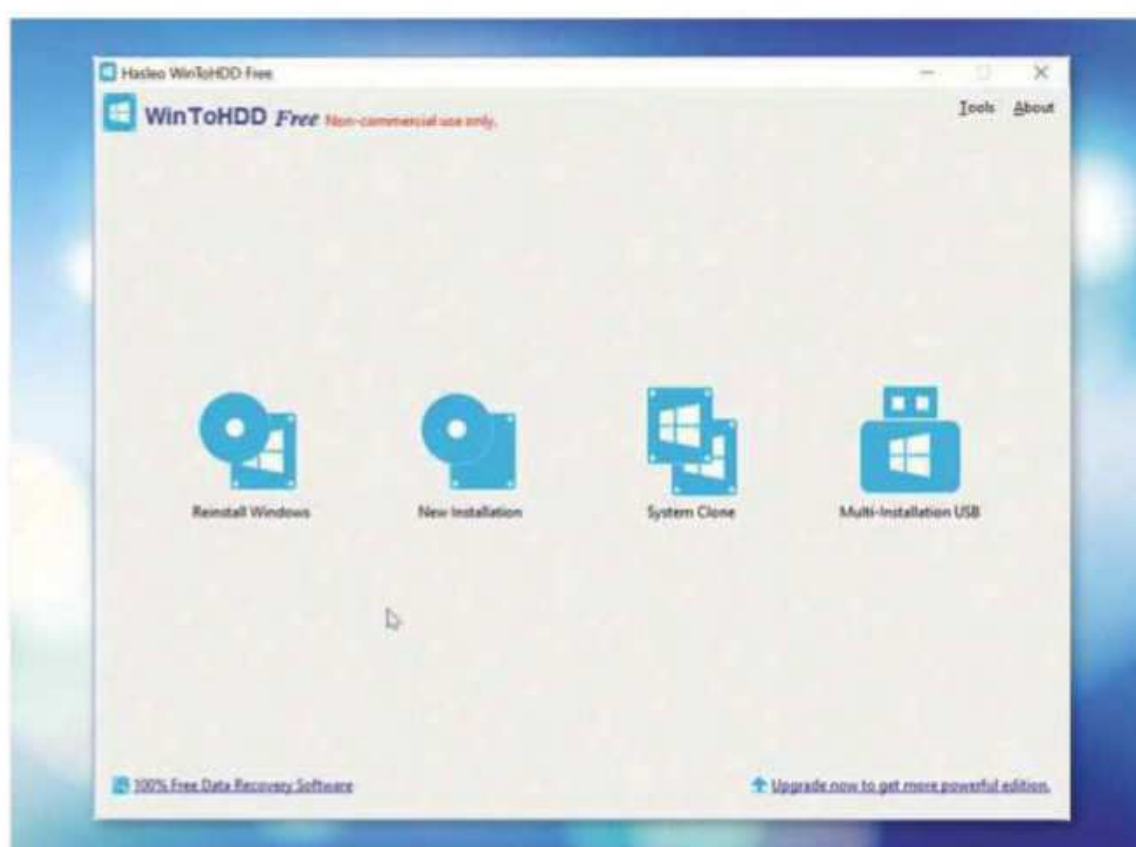 Hasleo WinToHDD Free
WinToHDD Free Non-commercial use only.
Tools About
Reinstall Windows
New Installation
System Clone
Multi-Installation USB
100% Free Data Recovery Software
Upgrade now to get more powerful edition.